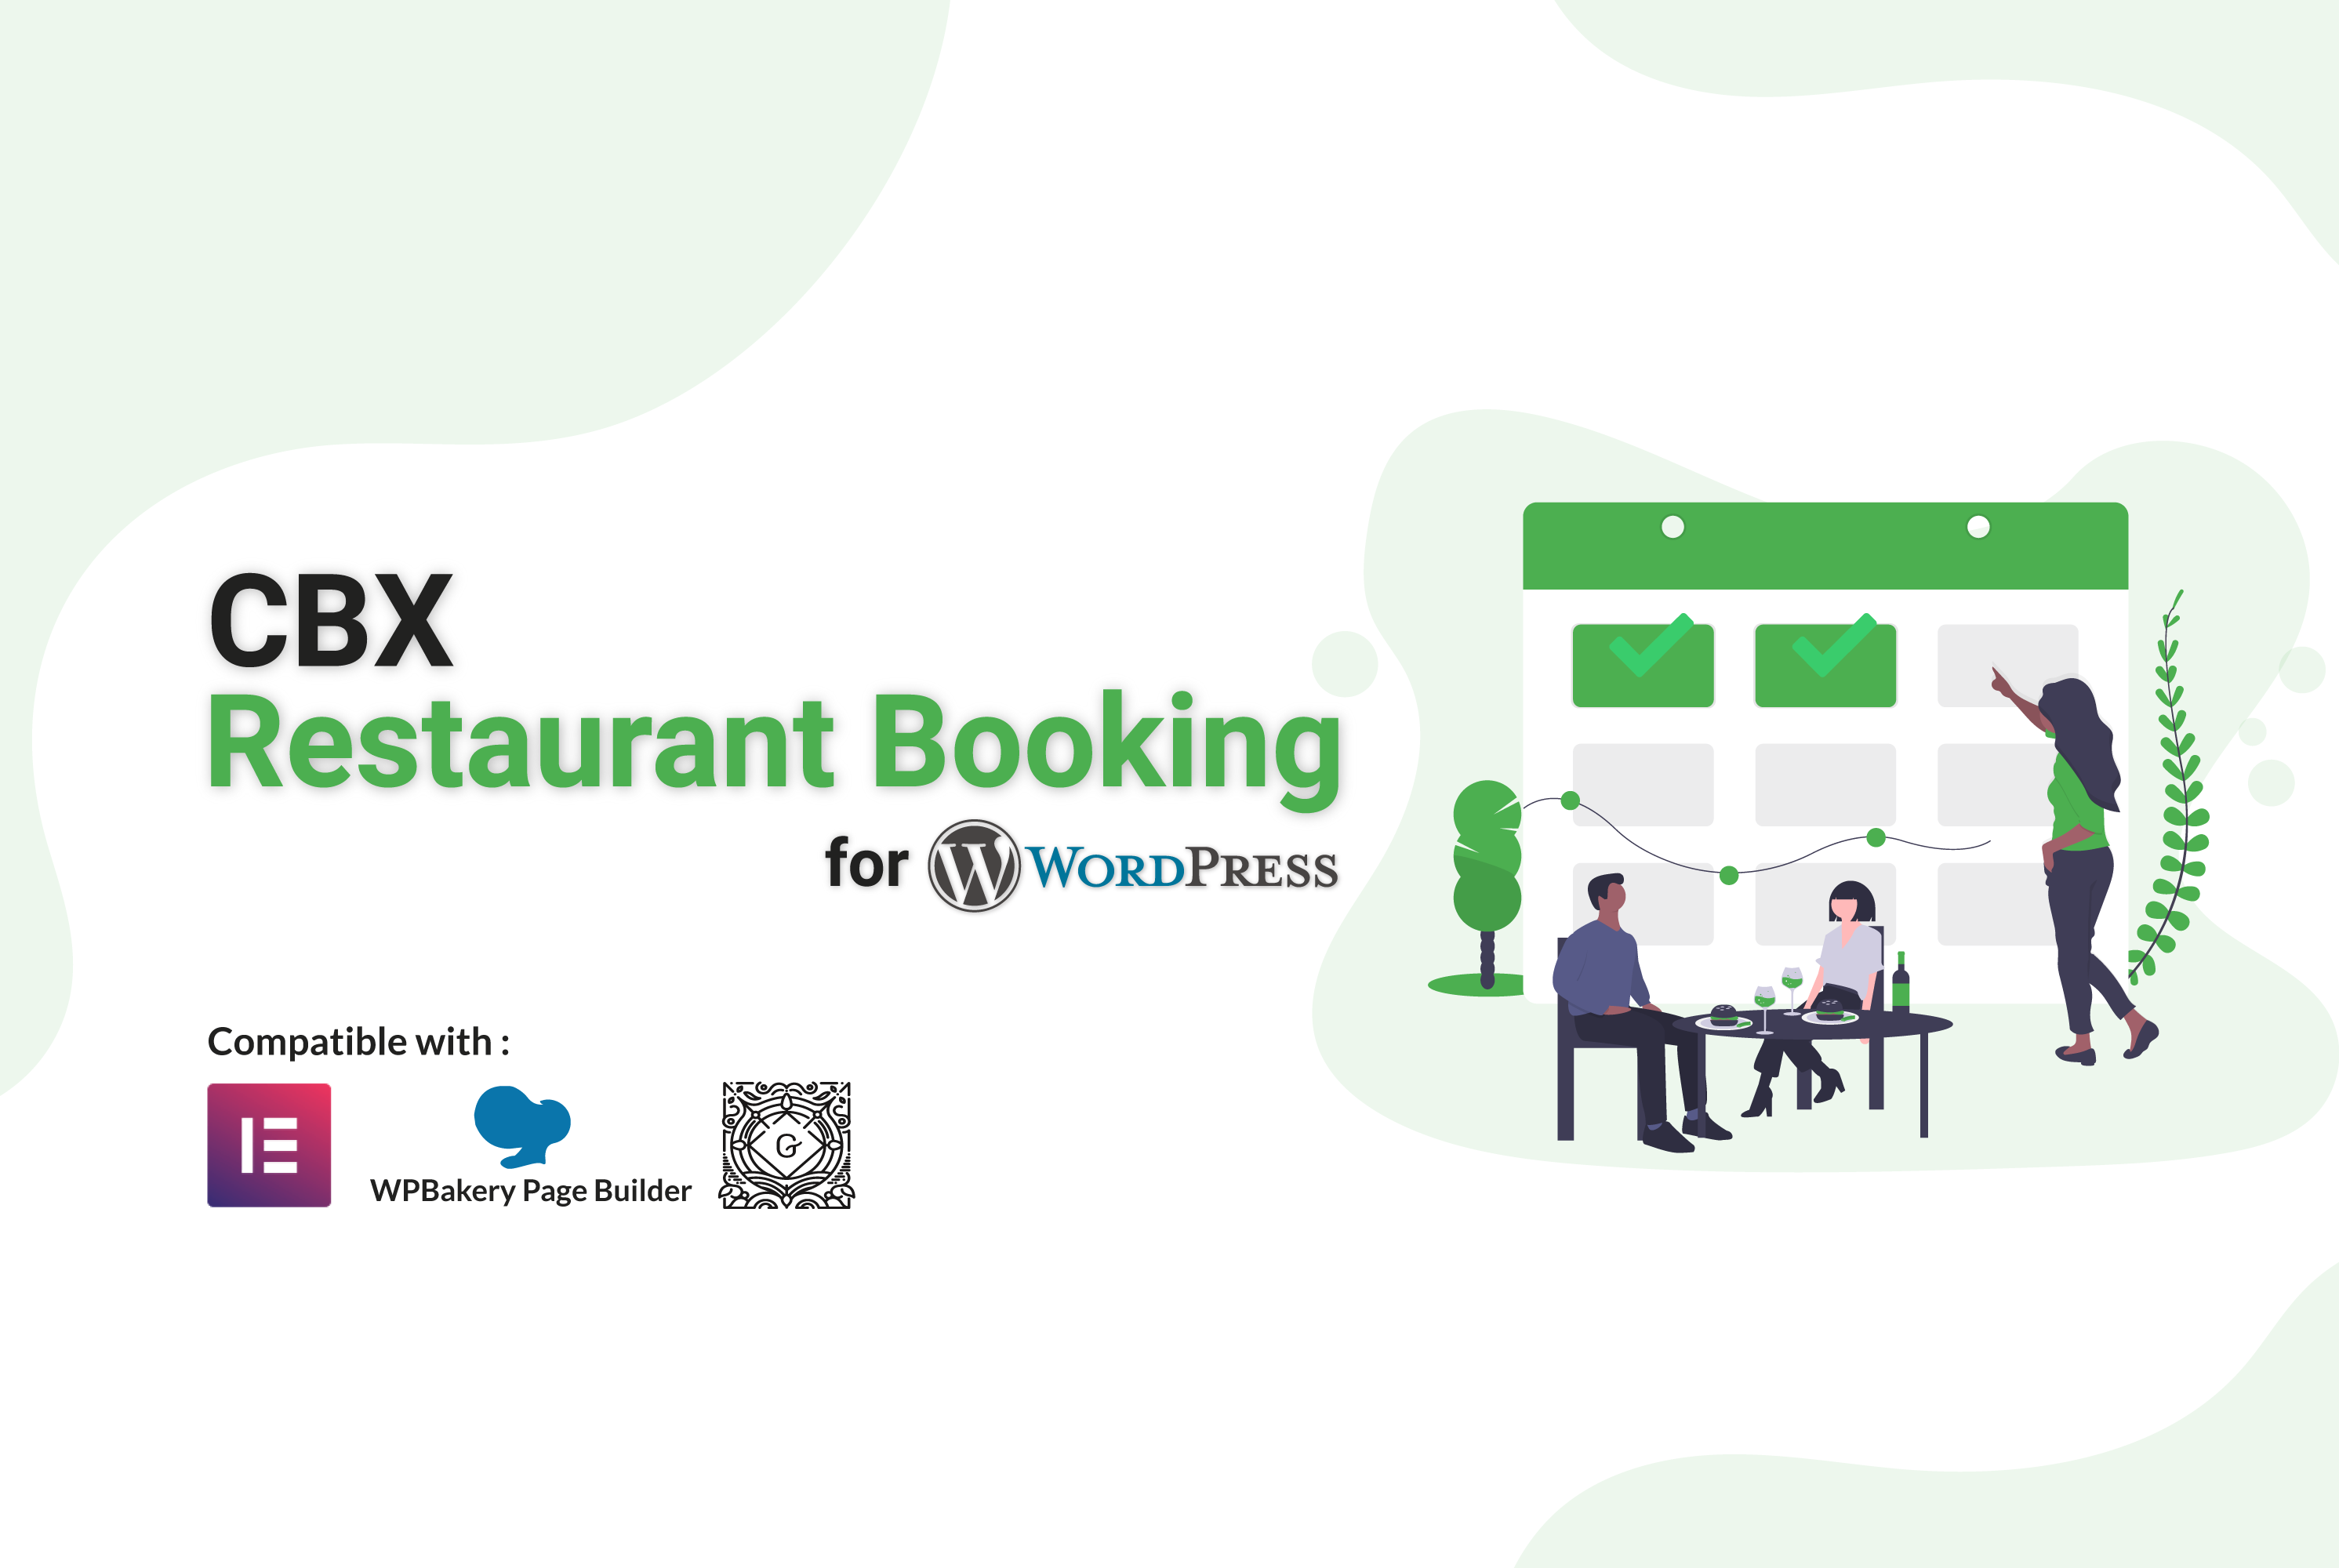 CBX
Restaurant Booking
for WordPress
Compatible with :
WPBakery Page Builder
G